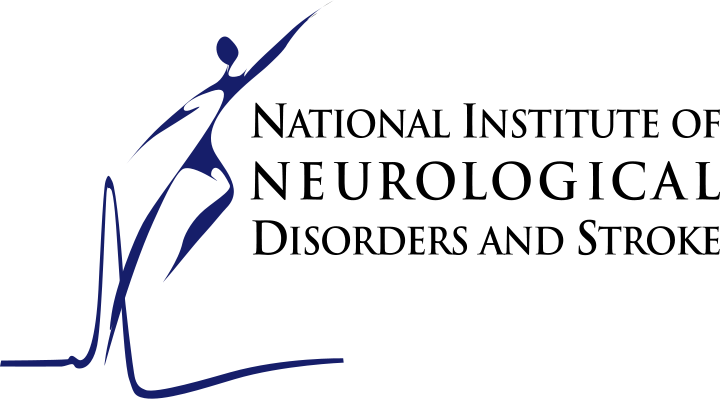 National Institute of
NEUROLOGICAL
Disorders and Stroke